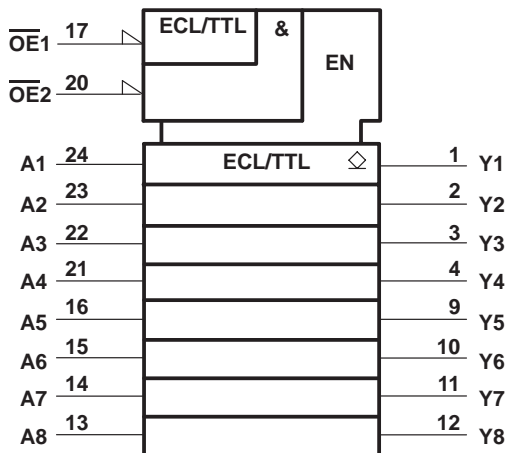 ECL/TTL & EN
O̅E̅1 17
O̅E̅2 20
A1 24 ECL/TTL 1 Y1
A2 23 2 Y2
A3 22 3 Y3
A4 21 4 Y4
A5 16 9 Y5
A6 15 10 Y6
A7 14 11 Y7
A8 13 12 Y8